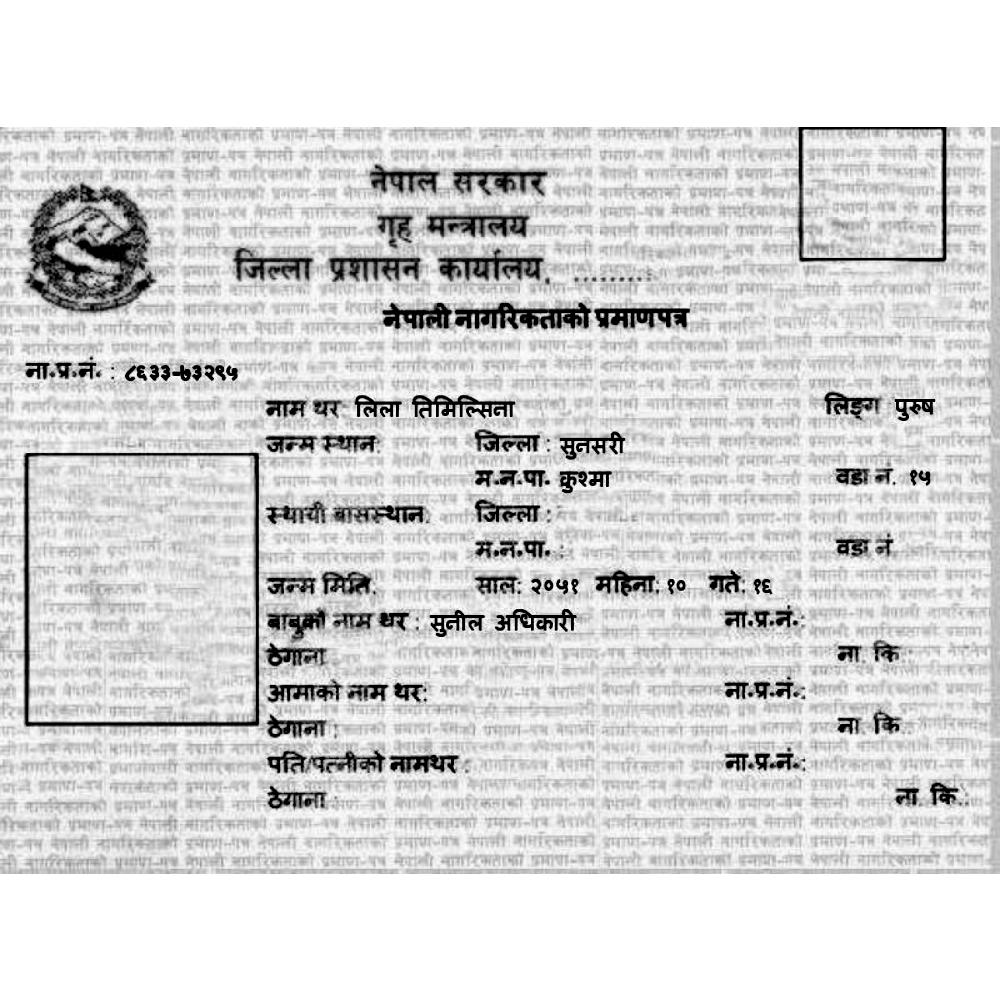 नेपाल सरकार
गृह मन्त्रालय
जिल्ला प्रशासन कार्यालय, .........
नेपाली नागरिकताको प्रमाणपत्र
ना.प्र.नं. : ८६३३-७३२९५
नाम थर: लिला तिमिल्सिना लिङ्ग पुरुष
जन्म स्थान: जिल्ला : सुनसरी
म.न.पा. कुश्मा वडा नं. १५
स्थायी बासस्थान: जिल्ला :
म.न.पा. : वडा नं.
जन्म मिति: साल: २०५१ महिना: १० गते: १६
बाबुको नाम थर : सुनील अधिकारी ना.प्र.नं.:
ठेगाना : ना. कि.:
आमाको नाम थर: ना.प्र.नं.:
ठेगाना : ना. कि.:
पति/पत्नीको नामथर : ना.प्र.नं.:
ठेगाना : ना. कि.: